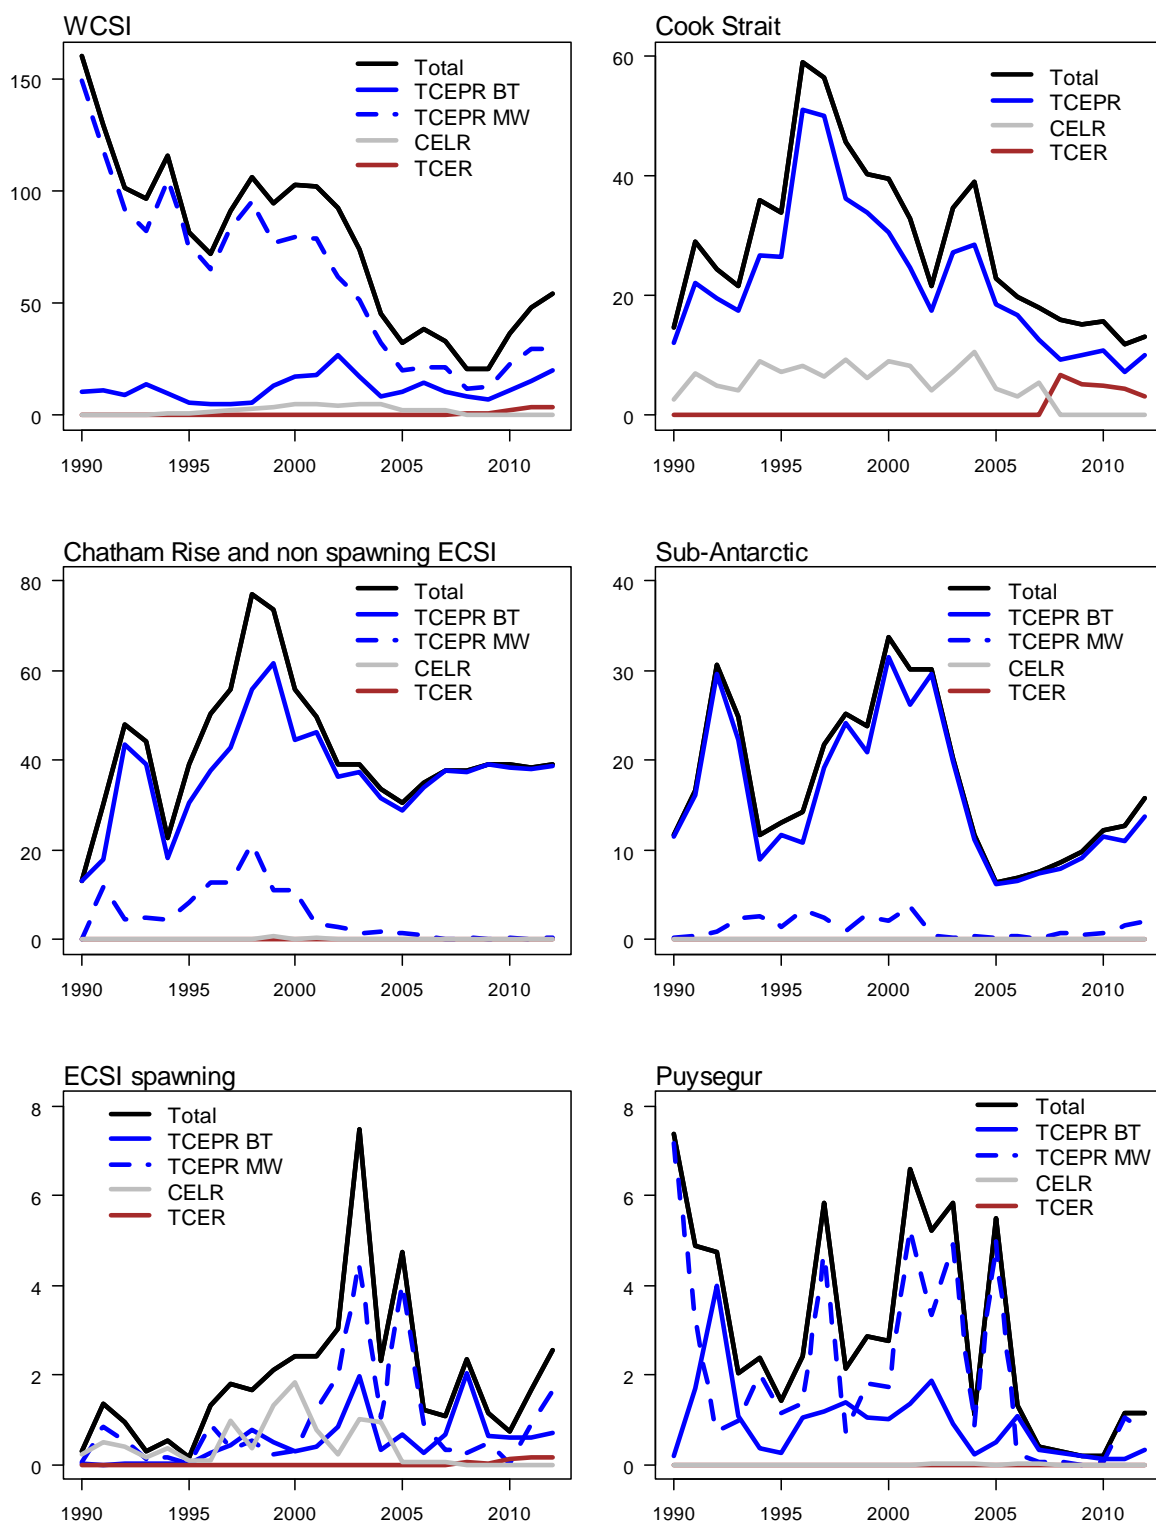 WCSI
Total
TCEPR BT
TCEPR MW
CELR
TCER
150
100
50
0
1990 1995 2000 2005 2010
Cook Strait
Total
TCEPR
CELR
TCER
60
40
20
0
1990 1995 2000 2005 2010
Chatham Rise and non spawning ECSI
Total
TCEPR BT
TCEPR MW
CELR
TCER
80
60
40
20
0
1990 1995 2000 2005 2010
Sub-Antarctic
Total
TCEPR BT
TCEPR MW
CELR
TCER
40
30
20
10
0
1990 1995 2000 2005 2010
ECSI spawning
Total
TCEPR BT
TCEPR MW
CELR
TCER
8
6
4
2
0
1990 1995 2000 2005 2010
Puysegur
Total
TCEPR BT
TCEPR MW
CELR
TCER
8
6
4
2
0
1990 1995 2000 2005 2010